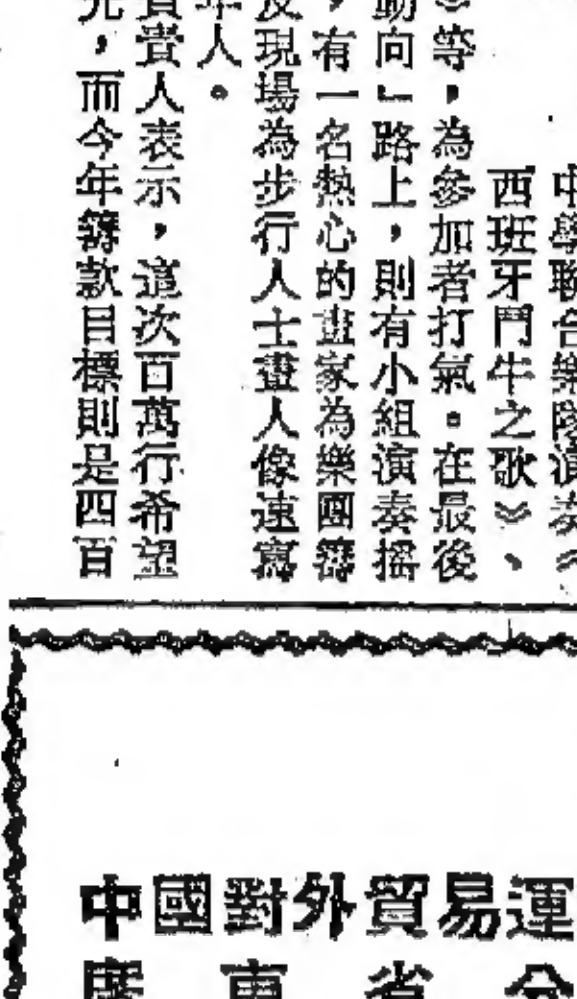 中學聯合樂隊演奏《
西班牙鬥牛之歌》、
》等，為參加者打氣。在最後
動向」路上，則有小組演奏搖
，有一名熱心的畫家為樂團籌
及現場為步行人士畫人像速寫
年人。
負責人表示，這次百萬行希望
元，而今年籌款目標則是四百
中國對外貿易運
廣東省分